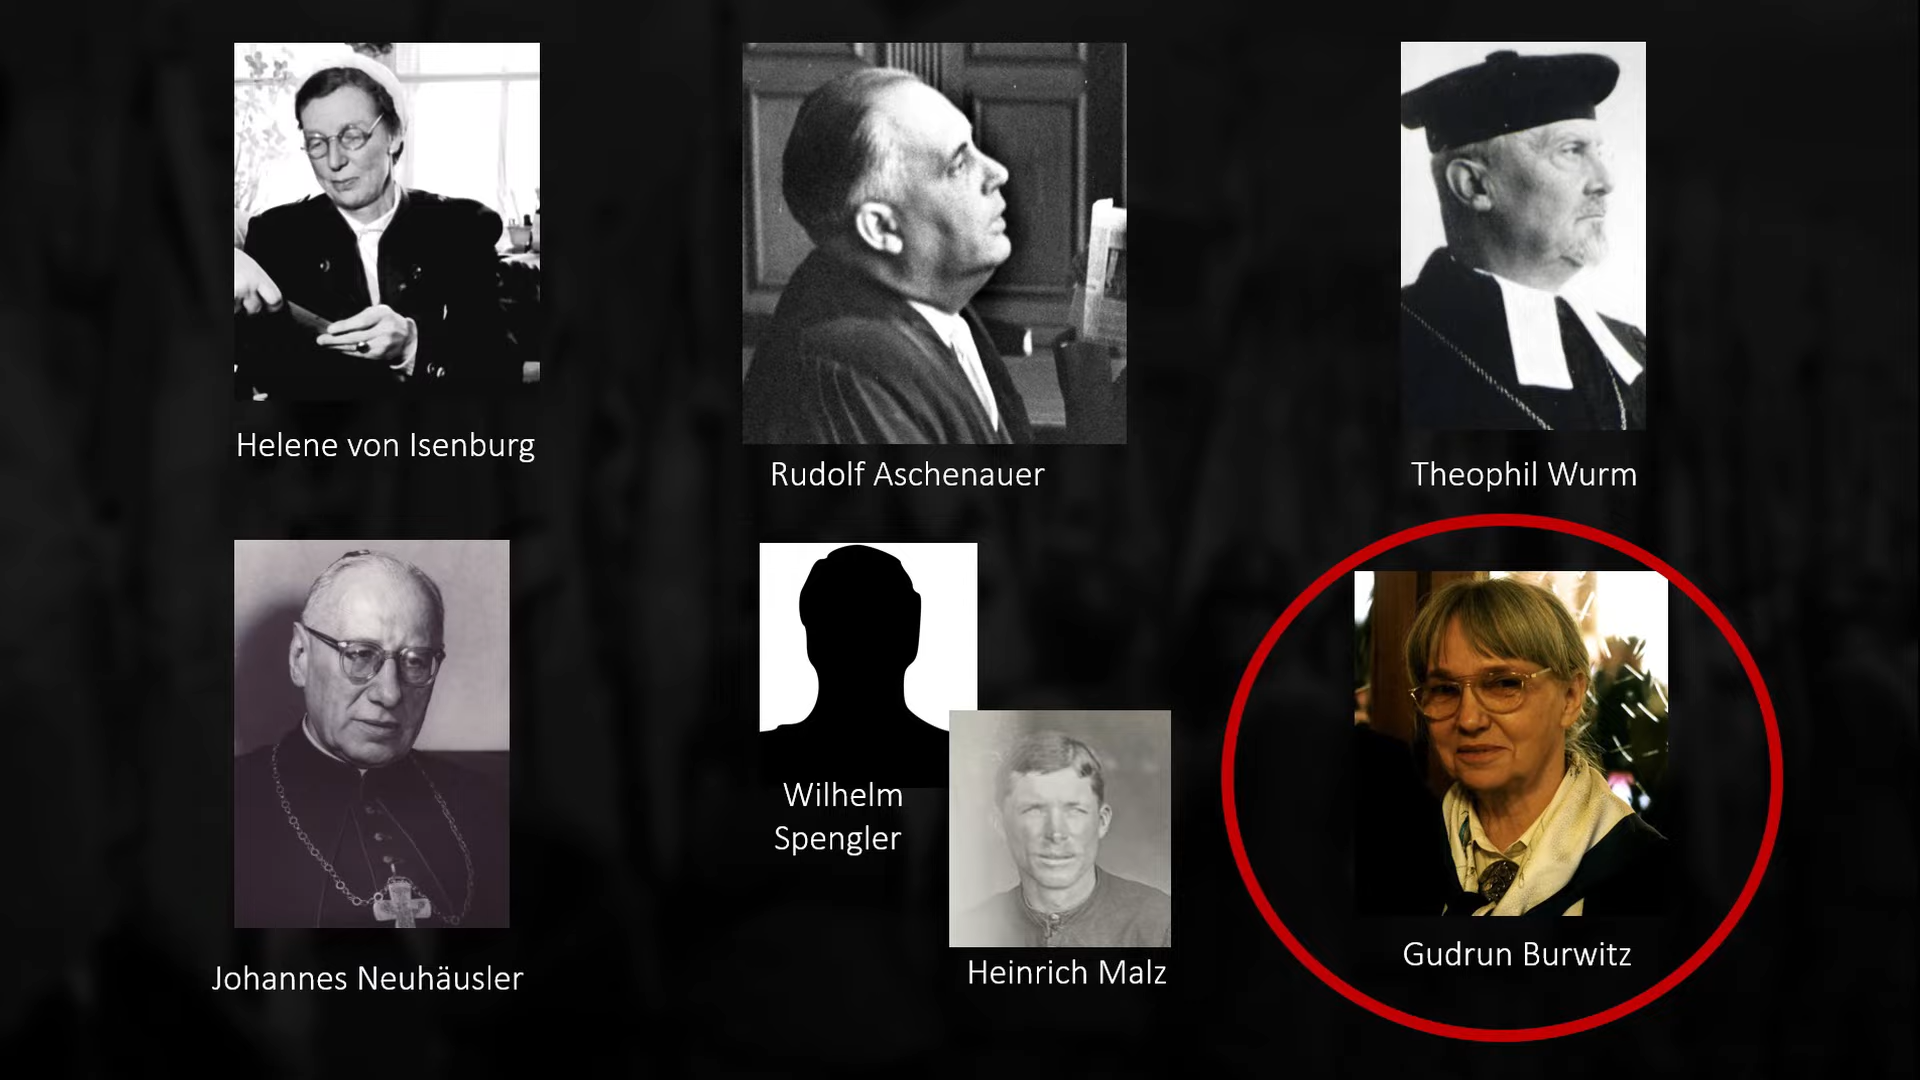 Helene von Isenburg
Rudolf Aschenauer
Theophil Wurm
Johannes Neuhäusler
Wilhelm
Spengler
Heinrich Malz
Gudrun Burwitz